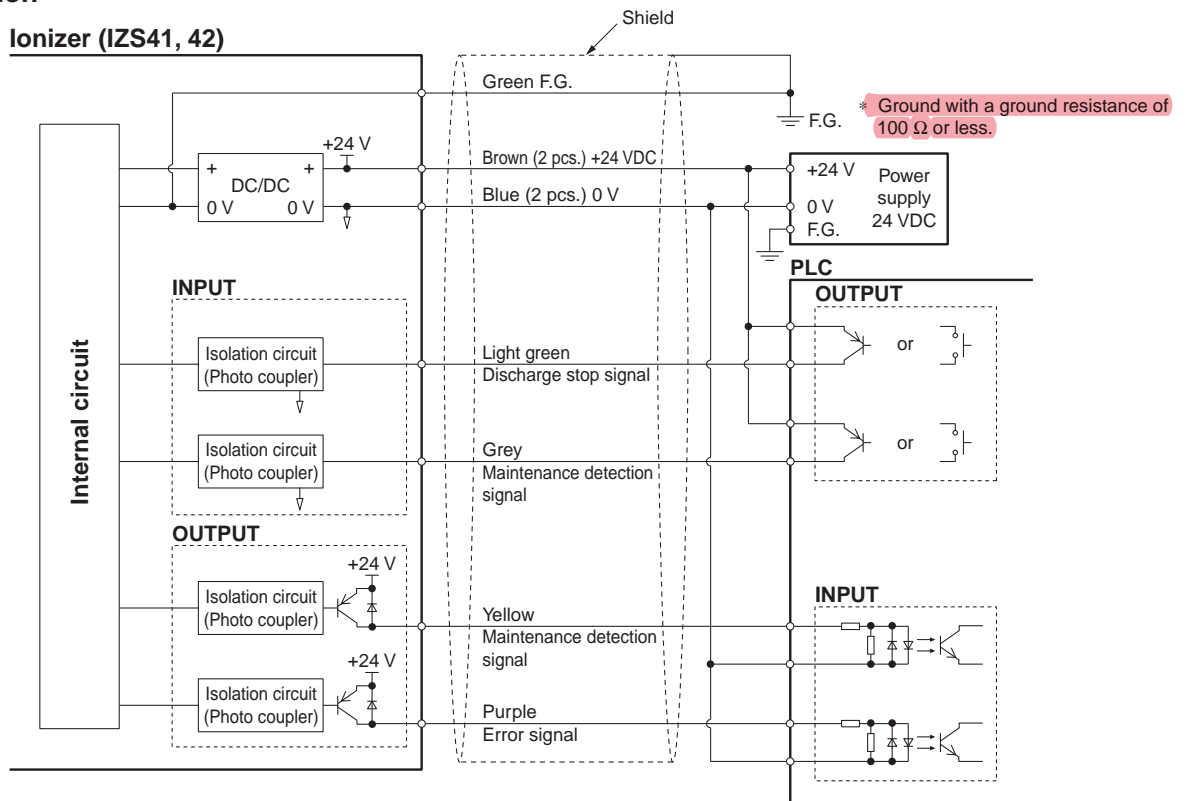 Ionizer (IZS41, 42)
Shield
Green F.G.
F.G.
* Ground with a ground resistance of
100 Ω or less.
+24 V
Brown (2 pcs.) +24 VDC
+ +
DC/DC
0 V 0 V
Blue (2 pcs.) 0 V
+24 V
0 V
F.G.
Power
supply
24 VDC
PLC
OUTPUT
INPUT
Internal circuit
Isolation circuit
(Photo coupler)
Light green
Discharge stop signal
or
Isolation circuit
(Photo coupler)
Grey
Maintenance detection
signal
or
OUTPUT
+24 V
Isolation circuit
(Photo coupler)
Yellow
Maintenance detection
signal
INPUT
+24 V
Isolation circuit
(Photo coupler)
Purple
Error signal